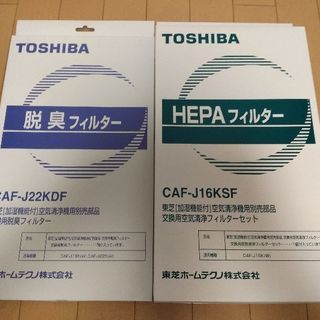 TOSHIBA
脱臭フィルター
CAF-J22KDF
東芝[加湿機能付]空気清浄機用別売部品
用脱臭フィルター
東芝ホームテクノ株式会社
TOSHIBA
HEPAフィルター
CAF-J16KSF
東芝[加湿機能付]空気清浄機用別売部品
交換用空気清浄フィルターセット
東芝ホームテクノ株式会社